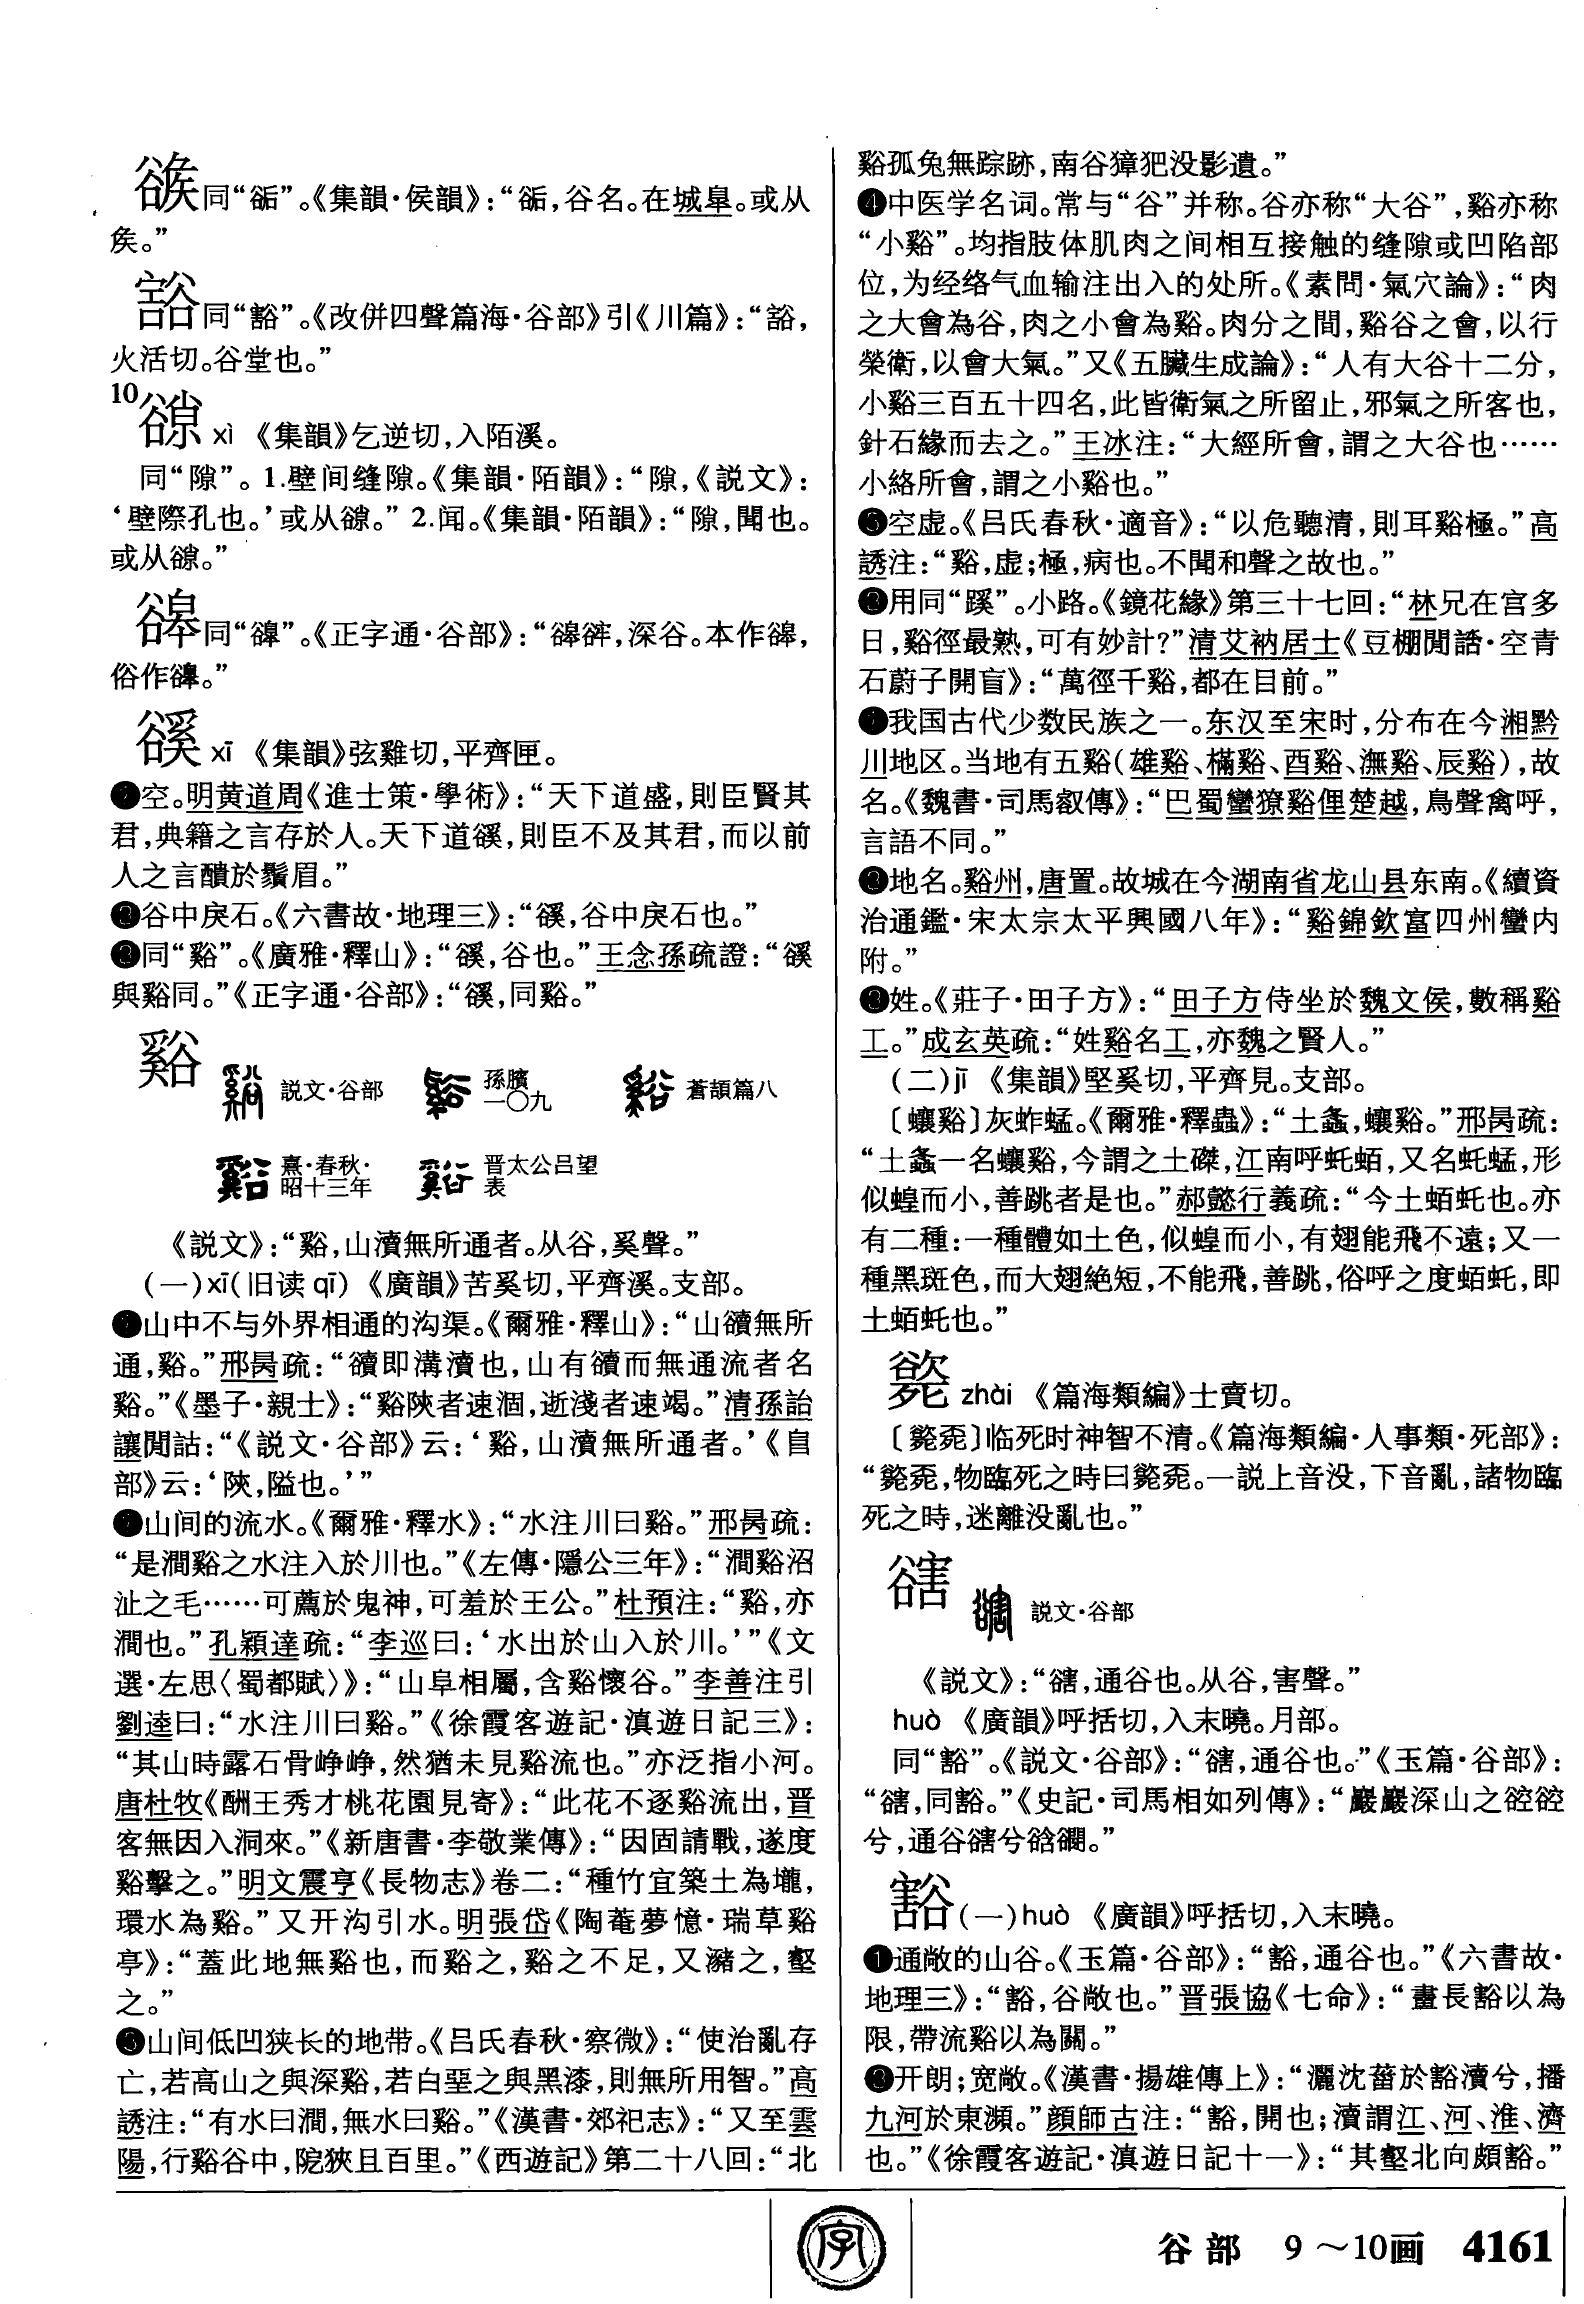 同“䜬”。《集韻·侯韻》：“䜬，谷名。在城皐。或从
矦。”
同“豁”。《改併四聲篇海·谷部》引《川篇》：“豁，
火活切。谷堂也。”
10
xì 《集韻》乞逆切，入陌溪。
同“隙”。1.壁间缝隙。《集韻·陌韻》：“隙，《説文》：
‘壁際孔也。’或从𧯈。”2.闻。《集韻·陌韻》：“隙，聞也。
或从𧯈。”
俗作
谿 xī 《集韻》弦雞切，平齊匣。
❶空。明黄道周《進士策·學術》：“天下道盛，則臣賢其
君，典籍之言存於人。天下道豀，則臣不及其君，而以前
人之言醩於鬚眉。”
❷谷中戾石。《六書故·地理三》：“豀，谷中戾石也。”
❸同“谿”。《廣雅·釋山》：“豀，谷也。”王念孫疏證：“豀
與谿同。”《正字通·谷部》：“豀，同谿。”
谿 説文·谷部 孫臏一〇九 蒼頡篇八
熹·春秋·昭十三年 晋太公吕望表
《説文》：“谿，山瀆無所通者。从谷，奚聲。”
(一)xī(旧读qī) 《廣韻》苦奚切，平齊溪。支部。
❶山中不与外界相通的沟渠。《爾雅·釋山》：“山豄無所
通，谿。”邢昺疏：“豄即溝瀆也，山有豄而無通流者名
谿。”《墨子·親士》：“谿陝者速涸，逝淺者速竭。”清孫詒
讓閒詁：“《説文·谷部》云：‘谿，山瀆無所通者。’《𨸏
部》云：‘陝，隘也。’”
❷山间的流水。《爾雅·釋水》：“水注川曰谿。”邢昺疏：
“是澗谿之水注入於川也。”《左傳·隱公三年》：“澗谿沼
沚之毛……可薦於鬼神，可羞於王公。”杜預注：“谿，亦
澗也。”孔穎達疏：“李巡曰：‘水出於山入於川。’”《文
選·左思〈蜀都賦〉》：“山阜相屬，含谿懷谷。”李善注引
劉逵曰：“水注川曰谿。”《徐霞客遊記·滇遊日記三》：
“其山時露石骨崢崢，然猶未見谿流也。”亦泛指小河。
唐杜牧《酬王秀才桃花園見寄》：“此花不逐谿流出，晋
客無因入洞來。”《新唐書·李敬業傳》：“因固請戰，遂度
谿擊之。”明文震亨《長物志》卷二：“種竹宜築土為壠，
環水為谿。”又开沟引水。明張岱《陶菴夢憶·瑞草谿
亭》：“蓋此地無谿也，而谿之，谿之不足，又瀦之，壑
之。”
❸山间低凹狭长的地带。《吕氏春秋·察微》：“使治亂存
亡，若高山之與深谿，若白堊之與黑漆，則無所用智。”高
誘注：“有水曰澗，無水曰谿。”《漢書·郊祀志》：“又至雲
陽，行谿谷中，阸狹且百里。”《西遊記》第二十八回：“北
谿孤兔無踪跡，南谷獐犯没影遺。”
❹中医学名词。常与“谷”并称。谷亦称“大谷”，谿亦称
“小谿”。均指肢体肌肉之间相互接触的缝隙或凹陷部
位，为经络气血输注出入的处所。《素問·氣穴論》：“肉
之大會為谷，肉之小會為谿。肉分之間，谿谷之會，以行
榮衛，以會大氣。”又《五臟生成論》：“人有大谷十二分，
小谿三百五十四名，此皆衛氣之所留止，邪氣之所客也，
針石緣而去之。”王冰注：“大經所會，謂之大谷也……
小絡所會，謂之小谿也。”
❺空虚。《吕氏春秋·適音》：“以危聽清，則耳谿極。”高
誘注：“谿，虚；極，病也。不聞和聲之故也。”
用同“蹊”。小路。《鏡花緣》第三十七回：“林兄在宫多
日，谿徑最熟，可有妙計？”清艾衲居士《豆棚閒話·空青
石蔚子開盲》：“萬徑千谿，都在目前。”
我国古代少数民族之一。东汉至宋时，分布在今湘黔
川地区。当地有五谿(雄谿、樠谿、酉谿、潕谿、辰谿)，故
名。《魏書·司馬叡傳》：“巴蜀蠻獠谿俚楚越，鳥聲禽呼，
言語不同。”
地名。谿州，唐置。故城在今湖南省龙山县东南。《續資
治通鑑·宋太宗太平興國八年》：“谿錦欽富四州蠻内
附。”
姓。《莊子·田子方》：“田子方侍坐於魏文侯，數稱谿
工。”成玄英疏：“姓谿名工，亦魏之賢人。”
(二)jī 《集韻》堅奚切，平齊見。支部。
〔蠰谿〕灰蚱蜢。《爾雅·釋蟲》：“土螽，蠰谿。”邢昺疏：
“土螽一名蠰谿，今謂之土磔，江南呼虴蛨，又名虴蜢，形
似蝗而小，善跳者是也。”郝懿行義疏：“今土蛨虴也。亦
有二種：一種體如土色，似蝗而小，有翅能飛不遠；又一
種黑斑色，而大翅絶短，不能飛，善跳，俗呼之度蛨虴，即
土蛨虴也。”
zhài 《篇海類編》士賣切。
临死时神智不清。《篇海類編·人事類·死部》：
物臨死之時曰 一説上音没，下音亂，諸物臨
死之時，迷離没亂也。”
䜆 説文·谷部
《説文》：“䜆，通谷也。从谷，害聲。”
huò 《廣韻》呼括切，入末曉。月部。
同“豁”。《説文·谷部》：“䜆，通谷也。”《玉篇·谷部》：
“䜆，同豁。”《史記·司馬相如列傳》：“巖巖深山之谾谾
兮，通谷䜆兮谽𧯆。”
豁(一)huò 《廣韻》呼括切，入末曉。
❶通敞的山谷。《玉篇·谷部》：“豁，通谷也。”《六書故·
地理三》：“豁，谷敞也。”晋張協《七命》：“畫長豁以為
限，帶流谿以為關。”
❷开朗；宽敞。《漢書·揚雄傳上》：“灑沈菑於豁瀆兮，播
九河於東瀕。”顔師古注：“豁，開也；瀆謂江、河、淮、濟
也。”《徐霞客遊記·滇遊日記十一》：“其壑北向頗豁。”
字
谷部 9～10画 4161